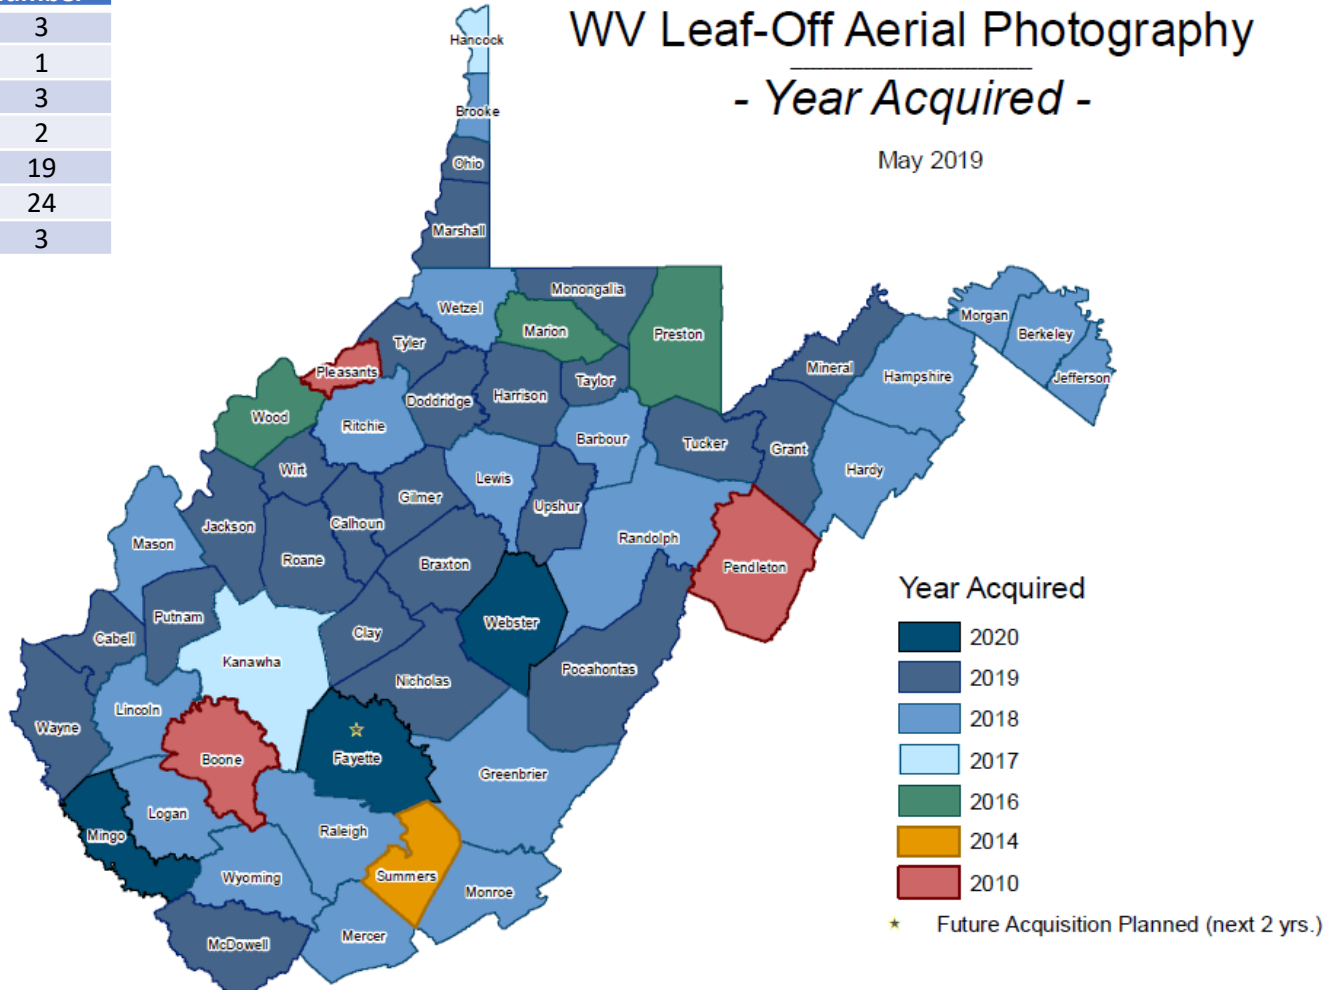 3
1
3
2
19
24
3
WV Leaf-Off Aerial Photography
- Year Acquired -
May 2019
Hancock
Brooke
Ohio
Marshall
Wetzel
Monongalia
Marion
Preston
Tyler
Pleasants
Doddridge
Harrison
Taylor
Wood
Ritchie
Barbour
Tucker
Mineral
Hampshire
Morgan
Berkeley
Jefferson
Grant
Hardy
Wirt
Gilmer
Lewis
Upshur
Jackson
Calhoun
Roane
Braxton
Randolph
Mason
Pendleton
Putnam
Cabell
Clay
Webster
Kanawha
Nicholas
Pocahontas
Lincoln
Wayne
Boone
Fayette
Greenbrier
Logan
Mingo
Raleigh
Summers
Wyoming
Monroe
Mercer
McDowell
Year Acquired
2020
2019
2018
2017
2016
2014
2010
Future Acquisition Planned (next 2 yrs.)